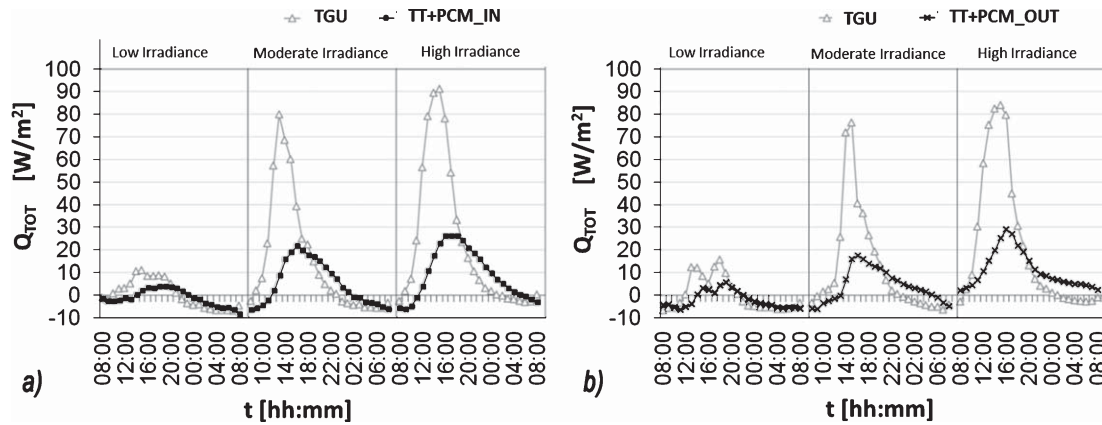 TGU TT+PCM_IN
Low Irradiance Moderate Irradiance High Irradiance
100
90
80
70
60
50
40
30
20
10
0
-10
QTOT [W/m²]
08:00 12:00 16:00 20:00 00:00 04:00 08:00 10:00 14:00 18:00 22:00 02:00 06:00 08:00 12:00 16:00 20:00 00:00 04:00 08:00
a)
t [hh:mm]
TGU TT+PCM_OUT
Low Irradiance Moderate Irradiance High Irradiance
100
90
80
70
60
50
40
30
20
10
0
-10
QTOT [W/m²]
08:00 12:00 16:00 20:00 00:00 04:00 08:00 10:00 14:00 18:00 22:00 02:00 06:00 08:00 12:00 16:00 20:00 00:00 04:00 08:00
b)
t [hh:mm]